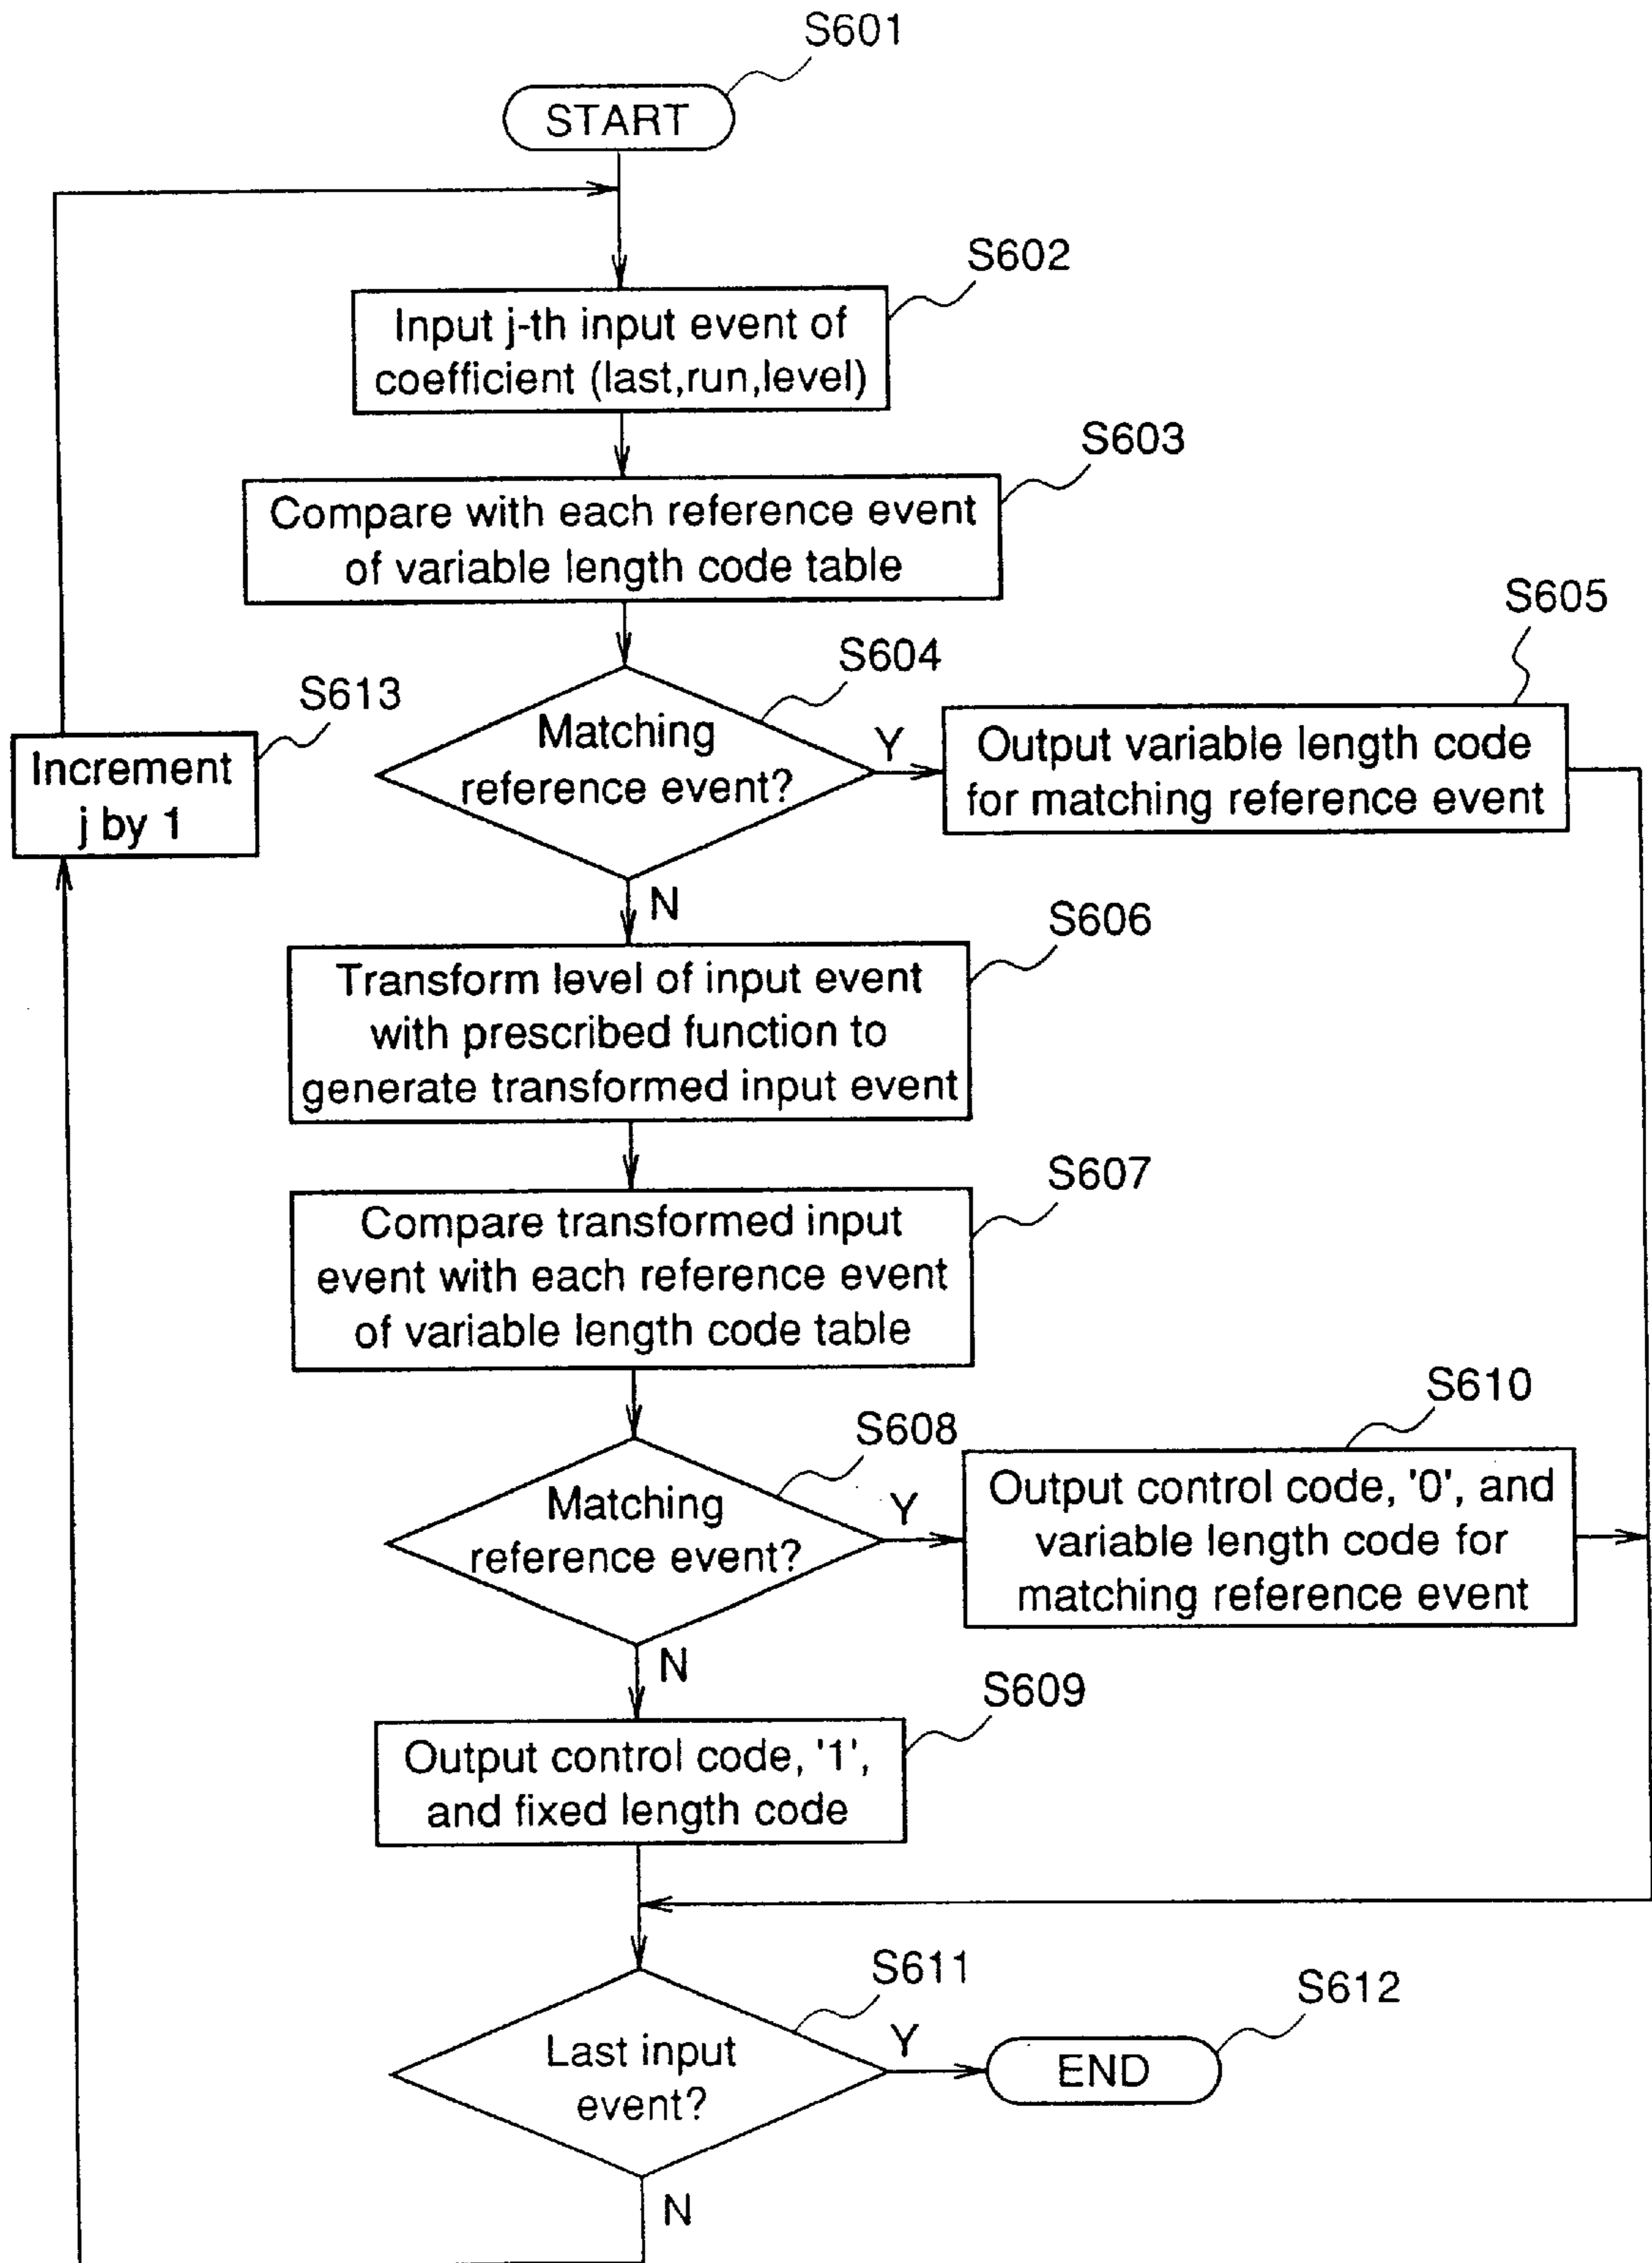 S601
START
S602
Input j-th input event of
coefficient (last,run,level)
S603
Compare with each reference event
of variable length code table
S604
Matching
reference event?
Y
S605
Output variable length code
for matching reference event
S613
Increment
j by 1
N
S606
Transform level of input event
with prescribed function to
generate transformed input event
S607
Compare transformed input
event with each reference event
of variable length code table
S608
Matching
reference event?
Y
S610
Output control code, '0', and
variable length code for
matching reference event
N
S609
Output control code, '1',
and fixed length code
S611
Last input
event?
Y
S612
END
N